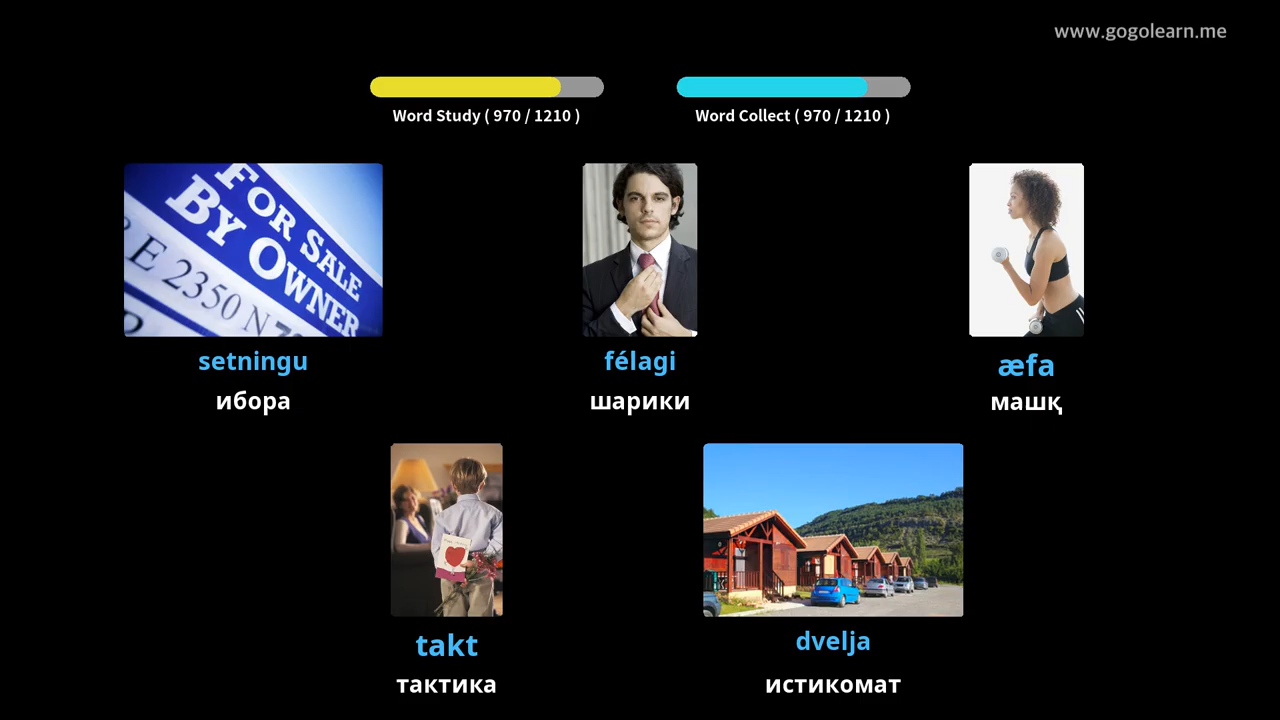 www.gogolearn.me
Word Study ( 970 / 1210 )
Word Collect ( 970 / 1210 )
FOR SALE
BY OWNER
E 2350 N
setningu
ибора
félagi
шарики
æfa
машқ
takt
тактика
dvelja
истикомат